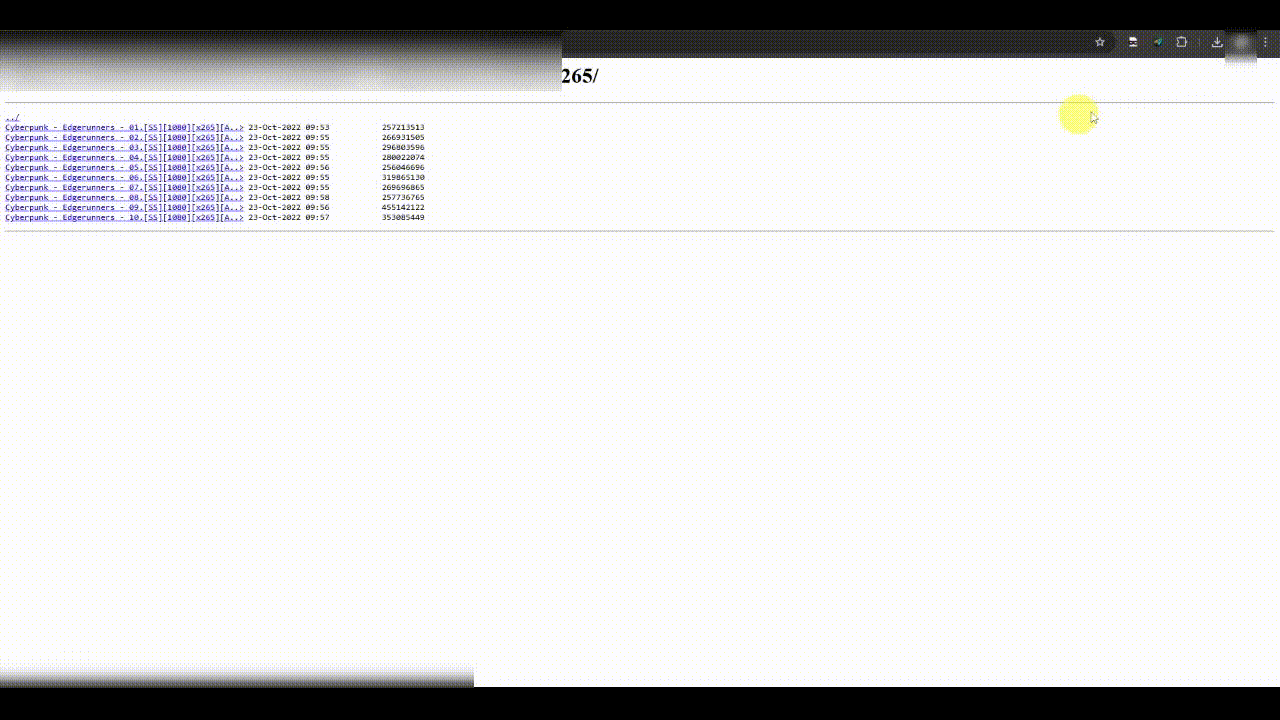 265/
../
Cyberpunk - Edgerunners - 01.[SS][1080][x265][A..> 23-Oct-2022 09:53 257213513
Cyberpunk - Edgerunners - 02.[SS][1080][x265][A..> 23-Oct-2022 09:55 266931505
Cyberpunk - Edgerunners - 03.[SS][1080][x265][A..> 23-Oct-2022 09:55 296803596
Cyberpunk - Edgerunners - 04.[SS][1080][x265][A..> 23-Oct-2022 09:55 280022074
Cyberpunk - Edgerunners - 05.[SS][1080][x265][A..> 23-Oct-2022 09:56 256046696
Cyberpunk - Edgerunners - 06.[SS][1080][x265][A..> 23-Oct-2022 09:55 319865130
Cyberpunk - Edgerunners - 07.[SS][1080][x265][A..> 23-Oct-2022 09:55 269696865
Cyberpunk - Edgerunners - 08.[SS][1080][x265][A..> 23-Oct-2022 09:58 257736765
Cyberpunk - Edgerunners - 09.[SS][1080][x265][A..> 23-Oct-2022 09:56 455142122
Cyberpunk - Edgerunners - 10.[SS][1080][x265][A..> 23-Oct-2022 09:57 353085449